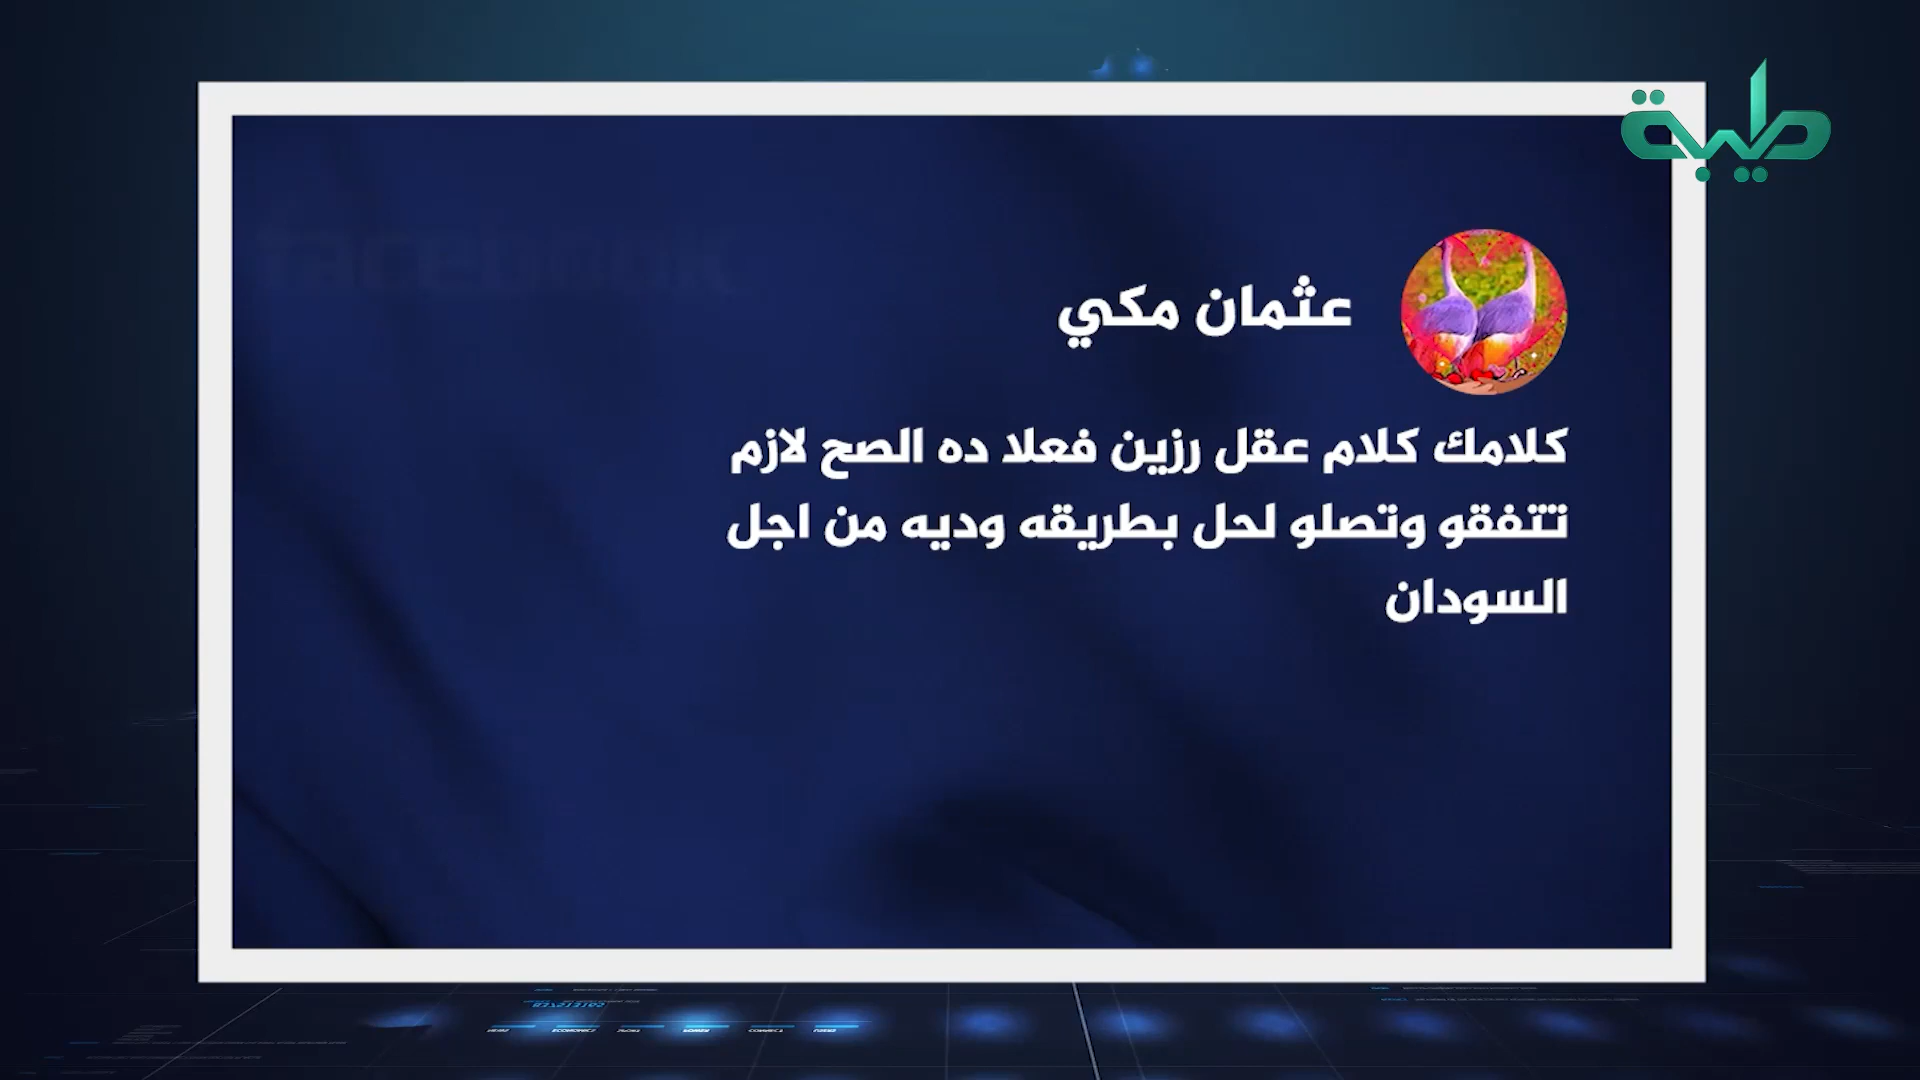 طيبة
facebook
عثمان مكي
كلامك كلام عقل رزين فعلا ده الصح لازم
تتفقو وتصلو لحل بطريقه وديه من اجل
السودان